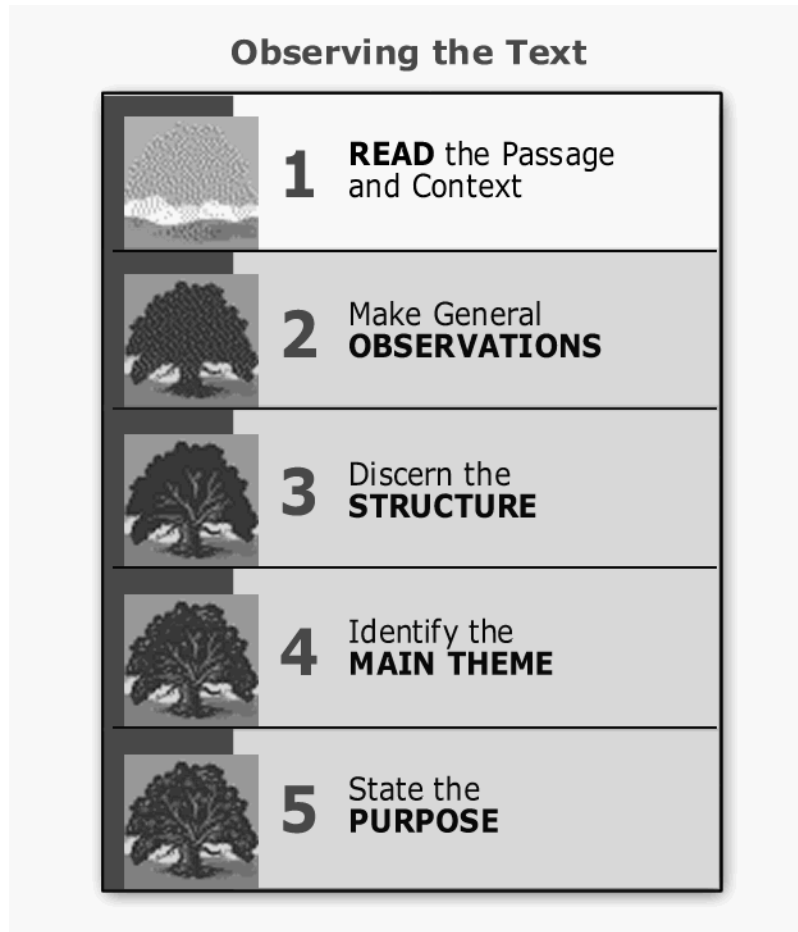 Observing the Text
1
READ the Passage
and Context
2
Make General
OBSERVATIONS
3
Discern the
STRUCTURE
4
Identify the
MAIN THEME
5
State the
PURPOSE